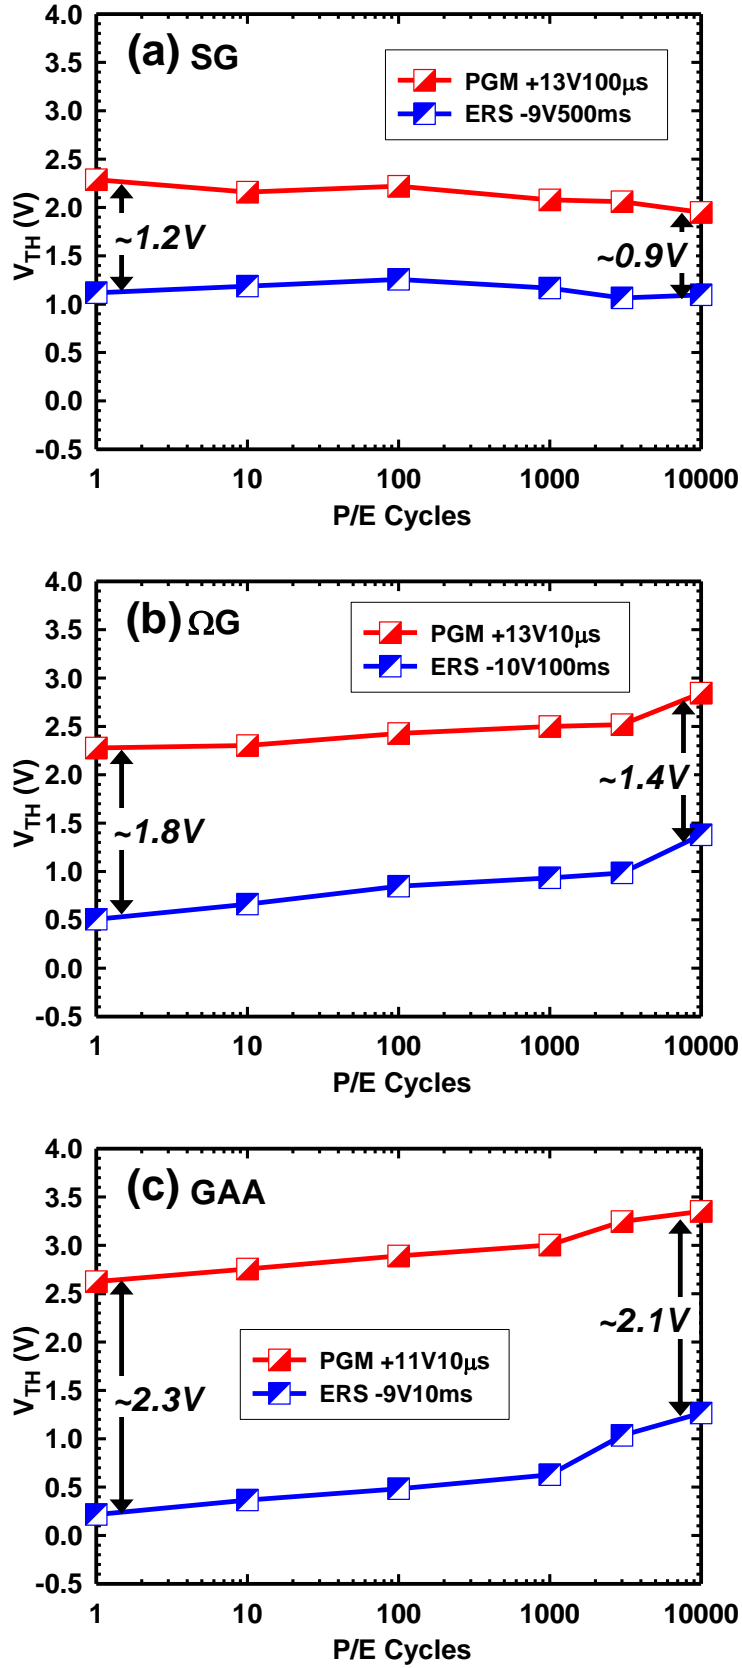 (a) SG
PGM +13V100μs
ERS -9V500ms
4.0
3.5
3.0
2.5
2.0
1.5
1.0
0.5
0.0
-0.5
VTH (V)
~1.2V
~0.9V
1
10
100
1000
10000
P/E Cycles
(b) ΩG
PGM +13V10μs
ERS -10V100ms
4.0
3.5
3.0
2.5
2.0
1.5
1.0
0.5
0.0
-0.5
VTH (V)
~1.8V
~1.4V
1
10
100
1000
10000
P/E Cycles
(c) GAA
PGM +11V10μs
ERS -9V10ms
4.0
3.5
3.0
2.5
2.0
1.5
1.0
0.5
0.0
-0.5
VTH (V)
~2.3V
~2.1V
1
10
100
1000
10000
P/E Cycles